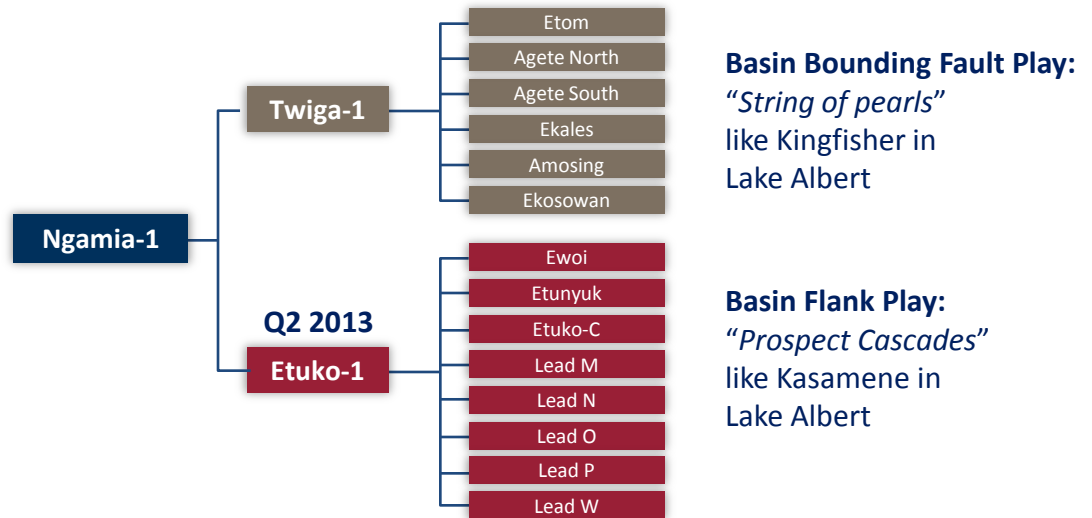 Ngamia-1
Twiga-1
Etom
Agete North
Agete South
Ekales
Amosing
Ekosowan
Basin Bounding Fault Play:
“String of pearls”
like Kingfisher in
Lake Albert
Q2 2013
Etuko-1
Ewoi
Etunyuk
Etuko-C
Lead M
Lead N
Lead O
Lead P
Lead W
Basin Flank Play:
“Prospect Cascades”
like Kasamene in
Lake Albert